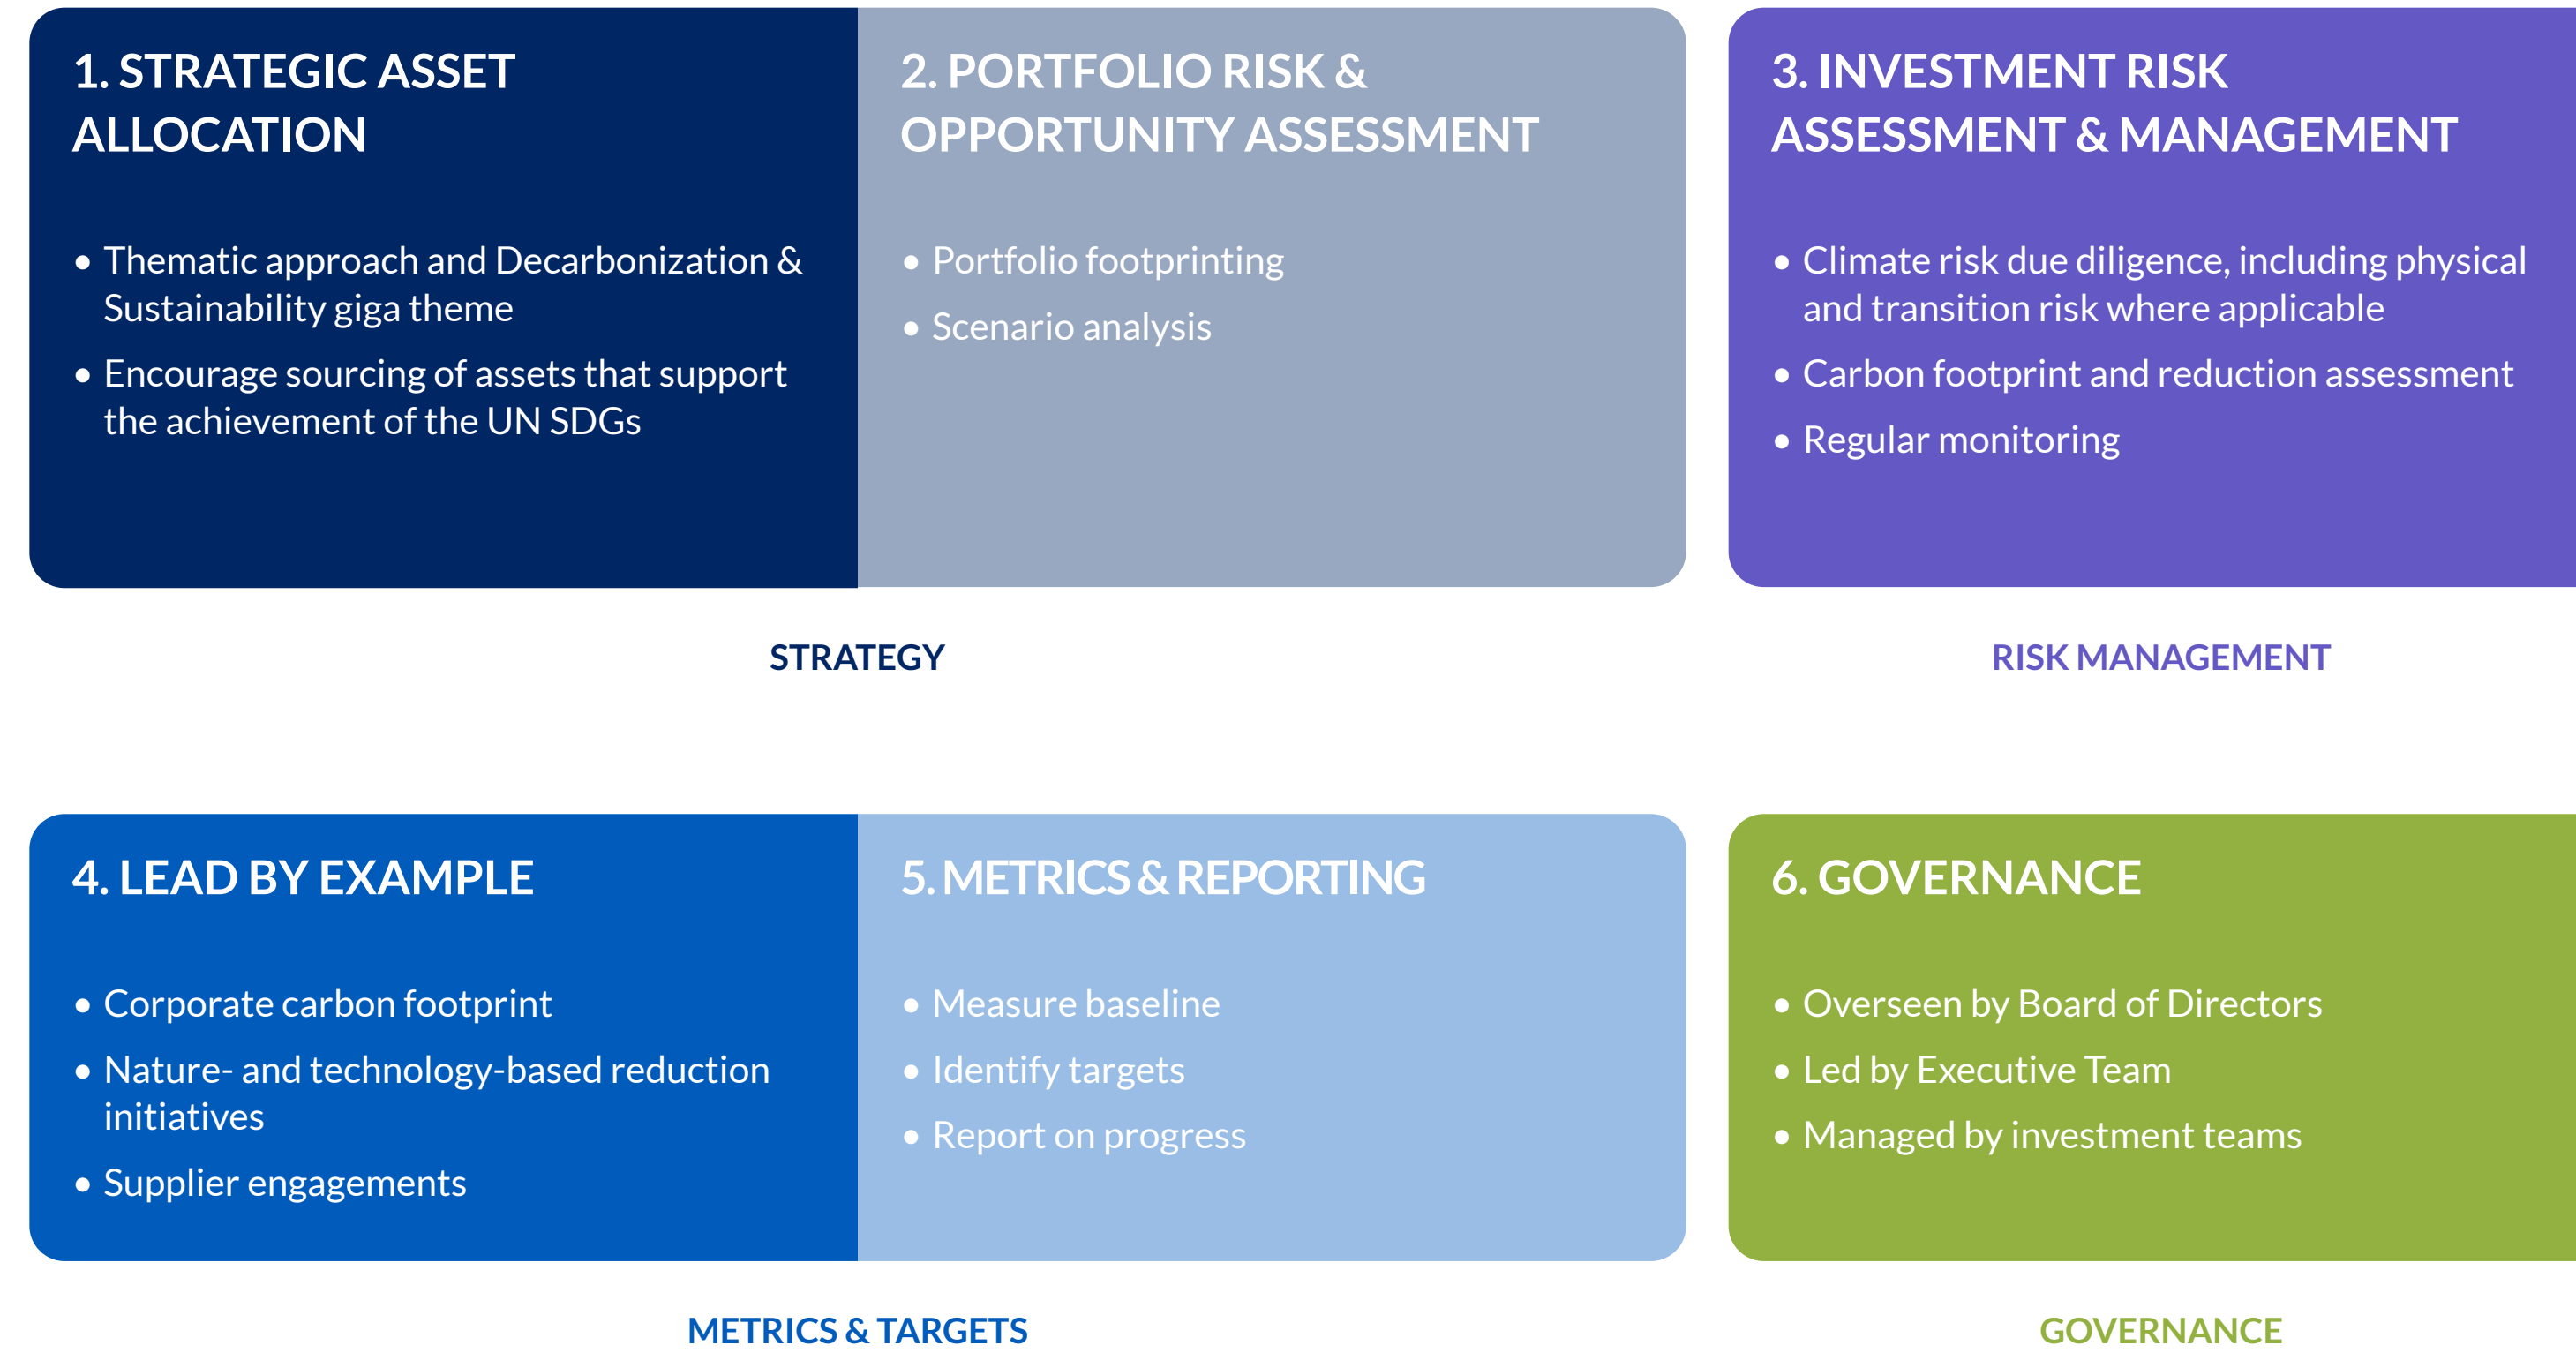 1. STRATEGIC ASSET
ALLOCATION
• Thematic approach and Decarbonization &
Sustainability giga theme
• Encourage sourcing of assets that support
the achievement of the UN SDGs
2. PORTFOLIO RISK &
OPPORTUNITY ASSESSMENT
• Portfolio footprinting
• Scenario analysis
STRATEGY
3. INVESTMENT RISK
ASSESSMENT & MANAGEMENT
• Climate risk due diligence, including physical
and transition risk where applicable
• Carbon footprint and reduction assessment
• Regular monitoring
RISK MANAGEMENT
4. LEAD BY EXAMPLE
• Corporate carbon footprint
• Nature- and technology-based reduction
initiatives
• Supplier engagements
5. METRICS & REPORTING
• Measure baseline
• Identify targets
• Report on progress
METRICS & TARGETS
6. GOVERNANCE
• Overseen by Board of Directors
• Led by Executive Team
• Managed by investment teams
GOVERNANCE